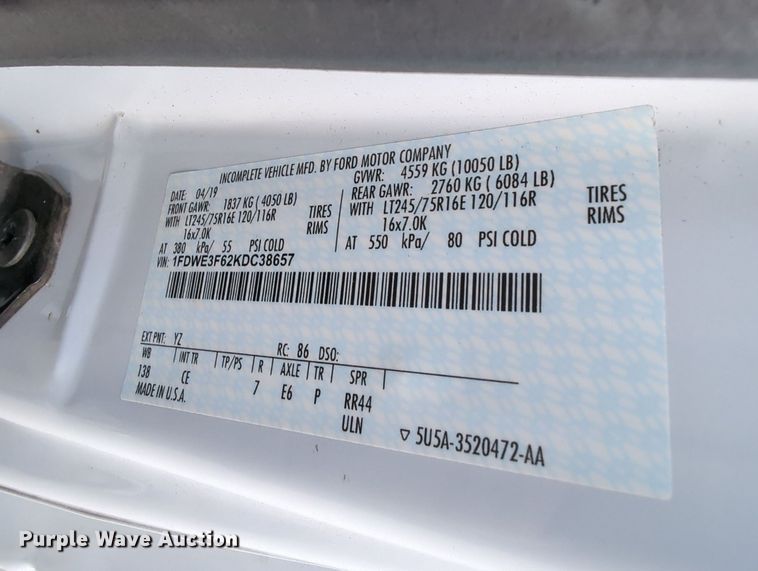 INCOMPLETE VEHICLE MFD. BY FORD MOTOR COMPANY
DATE: 04/19 GVWR: 4559 KG (10050 LB)
FRONT GAWR: 1837 KG (4050 LB) REAR GAWR: 2760 KG (6084 LB)
WITH LT245/75R16E 120/116R TIRES WITH LT245/75R16E 120/116R TIRES
16x7.0K RIMS 16x7.0K RIMS
AT 380 kPa/ 55 PSI COLD AT 550 kPa/ 80 PSI COLD
VIN: 1FDWE3F62KDC38657
EXT PNT: YZ RC: 86 DSO:
WB INT TR TP/PS R AXLE TR SPR
138 CE 7 E6 P RR44
MADE IN U.S.A. ULN
▽ 5U5A-3520472-AA
Purple Wave Auction